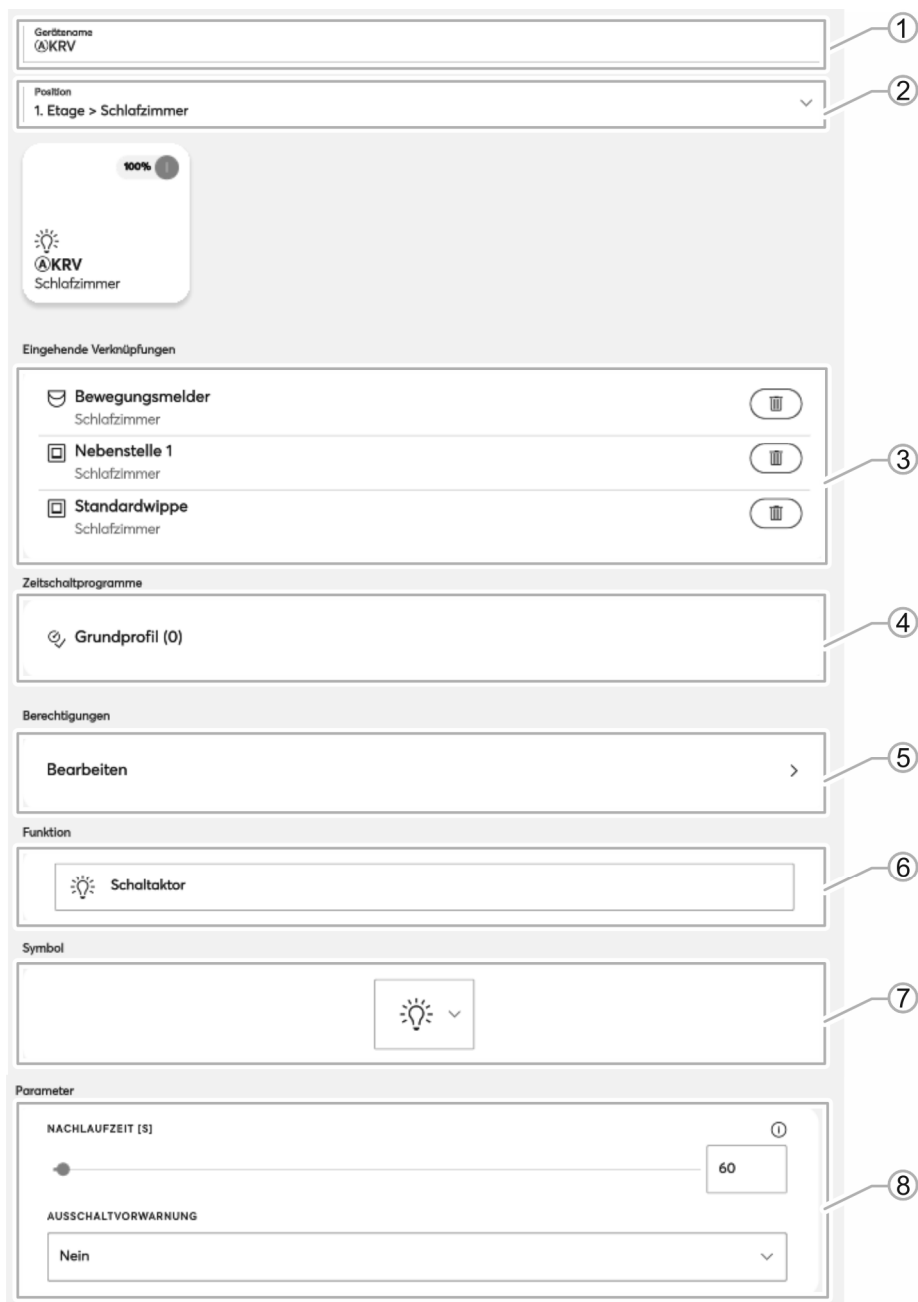 Gerätename
ⒶKRV
1
Position
1. Etage > Schlafzimmer
2
100%
ⒶKRV
Schlafzimmer
Eingehende Verknüpfungen
Bewegungsmelder
Schlafzimmer
Nebenstelle 1
Schlafzimmer
3
Standardwippe
Schlafzimmer
Zeitschaltprogramme
Grundprofil (0)
4
Berechtigungen
Bearbeiten
5
Funktion
Schaltaktor
6
Symbol
7
Parameter
NACHLAUFZEIT [S]
60
8
AUSSCHALTVORWARNUNG
Nein